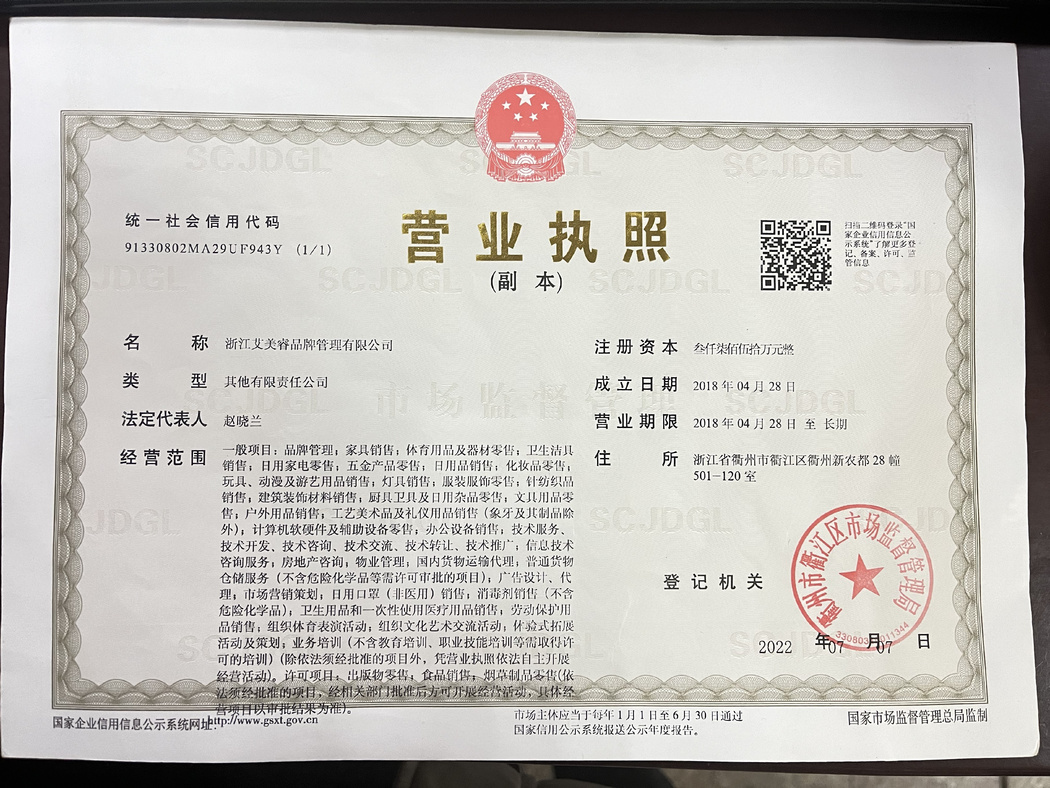 统一社会信用代码
91330802MA29UF943Y (1/1)
营业执照
(副 本)
扫描二维码登录“国
家企业信用信息公
示系统”了解更多登
记、备案、许可、监
管信息
名 称 浙江艾美睿品牌管理有限公司
类 型 其他有限责任公司
法定代表人 赵晓兰
经营范围 一般项目：品牌管理；家具销售；体育用品及器材零售；卫生洁具
销售；日用家电零售；五金产品零售；日用品销售；化妆品零售；
玩具、动漫及游艺用品销售；灯具销售；服装服饰零售；针纺织品
销售；建筑装饰材料销售；厨具卫具及日用杂品零售；文具用品零
售；户外用品销售；工艺美术品及礼仪用品销售（象牙及其制品除
外）；计算机软硬件及辅助设备零售；办公设备销售；技术服务、
技术开发、技术咨询、技术交流、技术转让、技术推广；信息技术
咨询服务；房地产咨询；物业管理；国内货物运输代理；普通货物
仓储服务（不含危险化学品等需许可审批的项目）；广告设计、代
理；市场营销策划；日用口罩（非医用）销售；消毒剂销售（不含
危险化学品）；卫生用品和一次性使用医疗用品销售；劳动保护用
品销售；组织体育表演活动；组织文化艺术交流活动；体验式拓展
活动及策划；业务培训（不含教育培训、职业技能培训等需取得许
可的培训）(除依法须经批准的项目外，凭营业执照依法自主开展
经营活动)。许可项目：出版物零售；食品销售；烟草制品零售(依
法须经批准的项目，经相关部门批准后方可开展经营活动，具体经
营项目以审批结果为准)。
注册资本 叁仟柒佰伍拾万元整
成立日期 2018年04月28日
营业期限 2018年04月28日 至 长期
住 所 浙江省衢州市衢江区衢州新农都28幢
501-120室
登记机关
衢州市衢江区市场监督管理局
2022 年 07 月 07 日
国家企业信用信息公示系统网址:http://www.gsxt.gov.cn
市场主体应当于每年1月1日至6月30日通过
国家信用公示系统报送公示年度报告。
国家市场监督管理总局监制
SCJDGL
市场监督管理